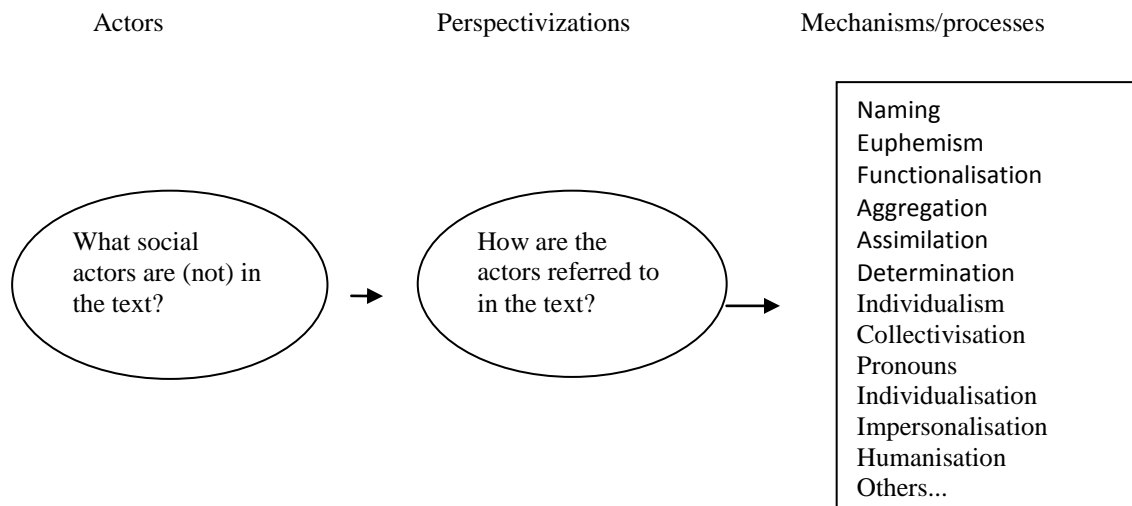 Actors
Perspectivizations
Mechanisms/processes
What social
actors are (not) in
the text?
How are the
actors referred to
in the text?
Naming
Euphemism
Functionalisation
Aggregation
Assimilation
Determination
Individualism
Collectivisation
Pronouns
Individualisation
Impersonalisation
Humanisation
Others...